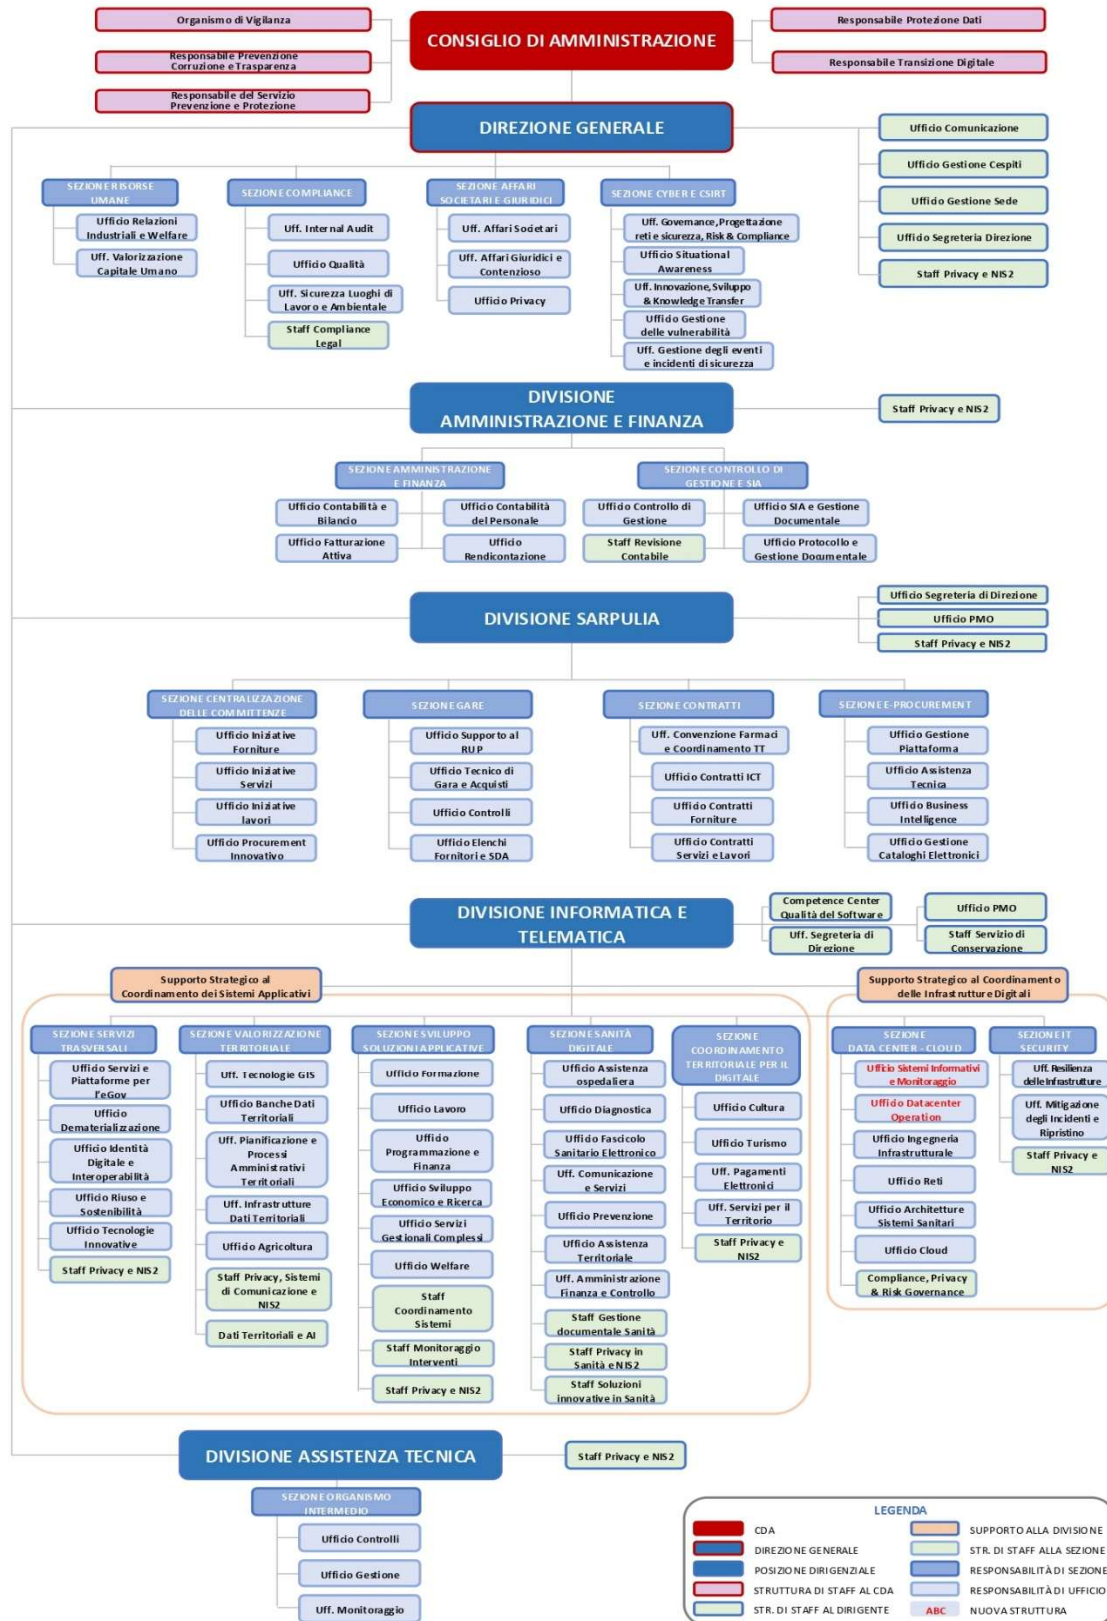 CONSIGLIO DI AMMINISTRAZIONE
Organismo di Vigilanza
Responsabile Prevenzione
Corruzione e Trasparenza
Responsabile del Servizio
Prevenzione e Protezione
Responsabile Protezione Dati
Responsabile Transizione Digitale
DIREZIONE GENERALE
Ufficio Comunicazione
Ufficio Gestione Cespiti
Ufficio Gestione Sede
Ufficio Segreteria Direzione
Staff Privacy e NIS2
SEZIONE RISORSE
UMANE
Ufficio Relazioni
Industriali e Welfare
Uff. Valorizzazione
Capitale Umano
SEZIONE COMPLIANCE
Uff. Internal Audit
Ufficio Qualità
Uff. Sicurezza Luoghi di
Lavoro e Ambientale
Staff Compliance
Legal
SEZIONE AFFARI
SOCIETARI E GIURIDICI
Uff. Affari Societari
Uff. Affari Giuridici e
Contenzioso
Ufficio Privacy
SEZIONE CYBER E CSIRT
Uff. Governance, Progettazione
reti e sicurezza, Risk & Compliance
Ufficio Situational
Awareness
Uff. Innovazione, Sviluppo
& Knowledge Transfer
Ufficio Gestione
delle vulnerabilità
Uff. Gestione degli eventi
e incidenti di sicurezza
DIVISIONE
AMMINISTRAZIONE E FINANZA
Staff Privacy e NIS2
SEZIONE AMMINISTRAZIONE
E FINANZA
Ufficio Contabilità e
Bilancio
Ufficio Contabilità
del Personale
Ufficio Fatturazione
Attiva
Ufficio
Rendicontazione
SEZIONE CONTROLLO DI
GESTIONE E SIA
Ufficio Controllo di
Gestione
Ufficio SIA e Gestione
Documentale
Staff Revisione
Contabile
Ufficio Protocollo e
Gestione Documentale
DIVISIONE SARPULIA
Ufficio Segreteria di Direzione
Ufficio PMO
Staff Privacy e NIS2
SEZIONE CENTRALIZZAZIONE
DELLE COMMITTENZE
Ufficio Iniziative
Forniture
Ufficio Iniziative
Servizi
Ufficio Iniziative
lavori
Ufficio Procurement
Innovativo
SEZIONE GARE
Ufficio Supporto al
RUP
Ufficio Tecnico di
Gara e Acquisti
Ufficio Controlli
Ufficio Elenchi
Fornitori e SDA
SEZIONE CONTRATTI
Uff. Convenzione Farmaci
e Coordinamento TT
Ufficio Contratti ICT
Ufficio Contratti
Forniture
Ufficio Contratti
Servizi e Lavori
SEZIONE E-PROCUREMENT
Ufficio Gestione
Piattaforma
Ufficio Assistenza
Tecnica
Ufficio Business
Intelligence
Ufficio Gestione
Cataloghi Elettronici
DIVISIONE INFORMATICA E
TELEMATICA
Competence Center
Qualità del Software
Uff. Segreteria di
Direzione
Ufficio PMO
Staff Servizio di
Conservazione
Supporto Strategico al
Coordinamento dei Sistemi Applicativi
Supporto Strategico al Coordinamento
delle Infrastutture Digitali
SEZIONE SERVIZI
TRASVERSALI
Ufficio Servizi e
Piattaforme per
l'eGov
Ufficio
Dematerializzazione
Ufficio Identità
Digitale e
Interoperabilità
Ufficio Riuso e
Sostenibilità
Ufficio Tecnologie
Innovative
Staff Privacy e NIS2
SEZIONE VALORIZZAZIONE
TERRITORIALE
Uff. Tecnologie GIS
Ufficio Banche Dati
Territoriali
Uff. Pianificazione e
Processi
Amministrativi
Territoriali
Uff. Infrastrutture
Dati Territoriali
Ufficio Agricoltura
Staff Privacy, Sistemi
di Comunicazione e
NIS2
Dati Territoriali e AI
SEZIONE SVILUPPO
SOLUZIONI APPLICATIVE
Ufficio Formazione
Ufficio Lavoro
Ufficio
Programmazione e
Finanza
Ufficio Sviluppo
Economico e Ricerca
Ufficio Servizi
Gestionali Complessi
Ufficio Welfare
Staff
Coordinamento
Sistemi
Staff Monitoraggio
Interventi
Staff Privacy e NIS2
SEZIONE SANITÀ
DIGITALE
Ufficio Assistenza
ospedaliera
Ufficio Diagnostica
Ufficio Fascicolo
Sanitario Elettronico
Uff. Comunicazione
e Servizi
Ufficio Prevenzione
Ufficio Assistenza
Territoriale
Uff. Amministrazione
Finanza e Controllo
Staff Gestione
documentale Sanità
Staff Privacy in
Sanità e NIS2
Staff Soluzioni
innovative in Sanità
SEZIONE
COORDINAMENTO
TERRITORIALE PER IL
DIGITALE
Ufficio Cultura
Ufficio Turismo
Uff. Pagamenti
Elettronici
Uff. Servizi per il
Territorio
Staff Privacy e
NIS2
SEZIONE
DATA CENTER - CLOUD
Ufficio Sistemi Informativi
e Monitoraggio
Ufficio Datacenter
Operation
Ufficio Ingegneria
Infrastrutturale
Ufficio Reti
Ufficio Architetture
Sistemi Sanitari
Ufficio Cloud
Compliance, Privacy
& Risk Governance
SEZIONE IT
SECURITY
Uff. Resilienza
delle Infrastrutture
Uff. Mitigazione
degli Incidenti e
Ripristino
Staff Privacy e
NIS2
DIVISIONE ASSISTENZA TECNICA
Staff Privacy e NIS2
SEZIONE ORGANISMO
INTERMEDIO
Ufficio Controlli
Ufficio Gestione
Uff. Monitoraggio
LEGENDA
CDA
DIREZIONE GENERALE
POSIZIONE DIRIGENZIALE
STRUTTURA DI STAFF AL CDA
STR. DI STAFF AL DIRIGENTE
SUPPORTO ALLA DIVISIONE
STR. DI STAFF ALLA SEZIONE
RESPONSABILITÀ DI SEZIONE
RESPONSABILITÀ DI UFFICIO
ABC NUOVA STRUTTURA